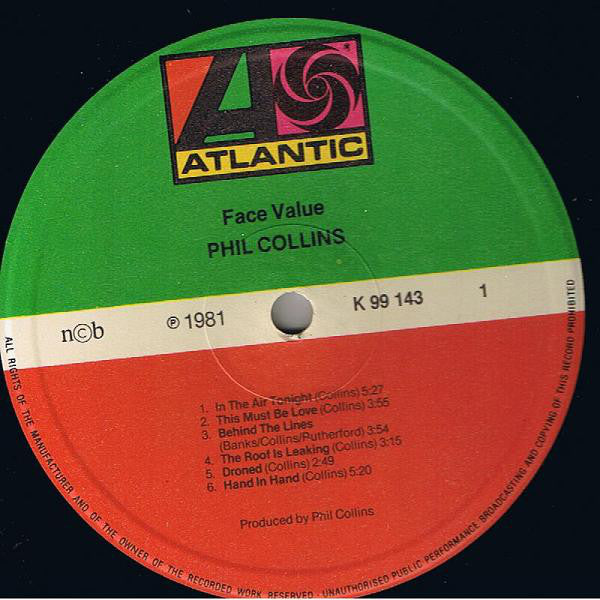 ATLANTIC
®
Face Value
PHIL COLLINS
n©b
℗ 1981
K 99 143
1
1. In The Air Tonight (Collins) 5:27
2. This Must Be Love (Collins) 3:55
3. Behind The Lines
(Banks/Collins/Rutherford) 3:54
4. The Roof Is Leaking (Collins) 3:15
5. Droned (Collins) 2:49
6. Hand In Hand (Collins) 5:20
Produced by Phil Collins
ALL RIGHTS OF THE MANUFACTURER AND OF THE OWNER OF THE RECORDED WORK RESERVED - UNAUTHORISED PUBLIC PERFORMANCE BROADCASTING AND COPYING OF THIS RECORD PROHIBITED